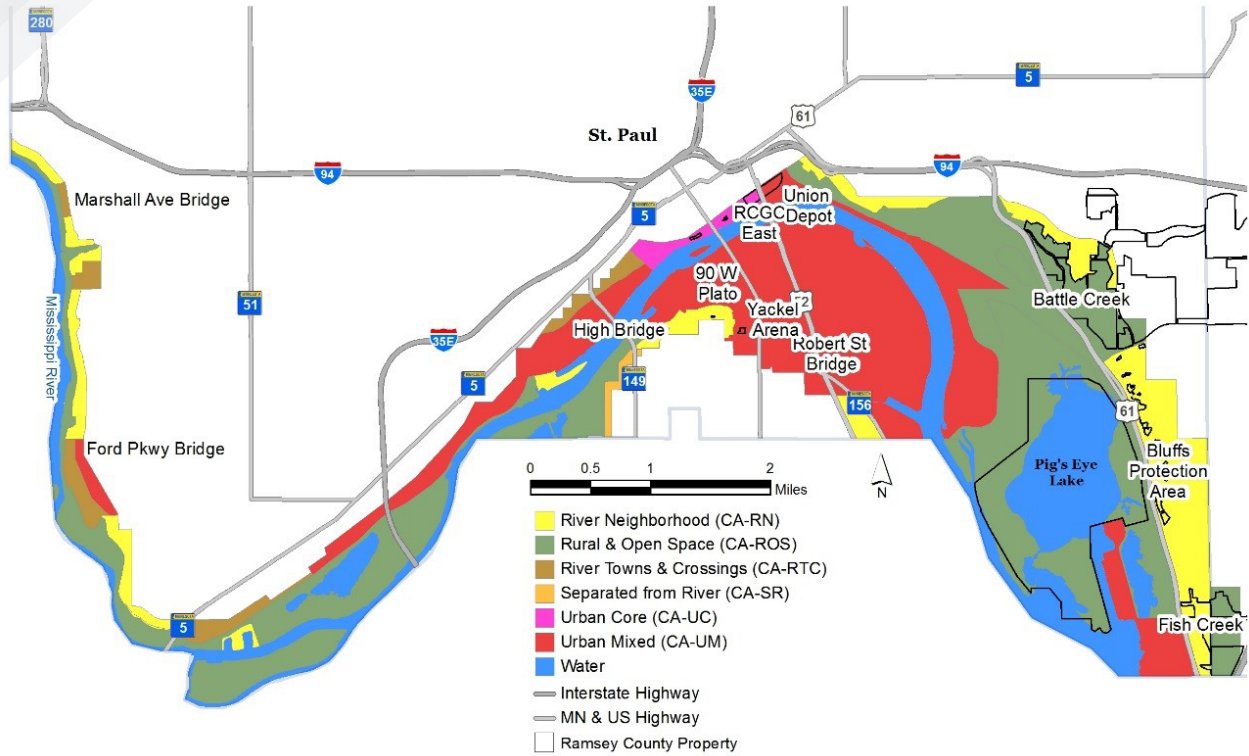 280
5
61
35E
St. Paul
94
94
Marshall Ave Bridge
5
Union
Depot
RCGC
East
51
Mississippi River
90 W
Plato
Battle Creek
High Bridge
Yackel
Arena
35E
Robert St
Bridge
5
149
156
61
Ford Pkwy Bridge
Bluffs
Protection
Area
Pig's Eye
Lake
0 0.5 1 2
Miles
N
River Neighborhood (CA-RN)
Rural & Open Space (CA-ROS)
River Towns & Crossings (CA-RTC)
Separated from River (CA-SR)
Urban Core (CA-UC)
Urban Mixed (CA-UM)
Water
Interstate Highway
MN & US Highway
Ramsey County Property
5
Fish Creek